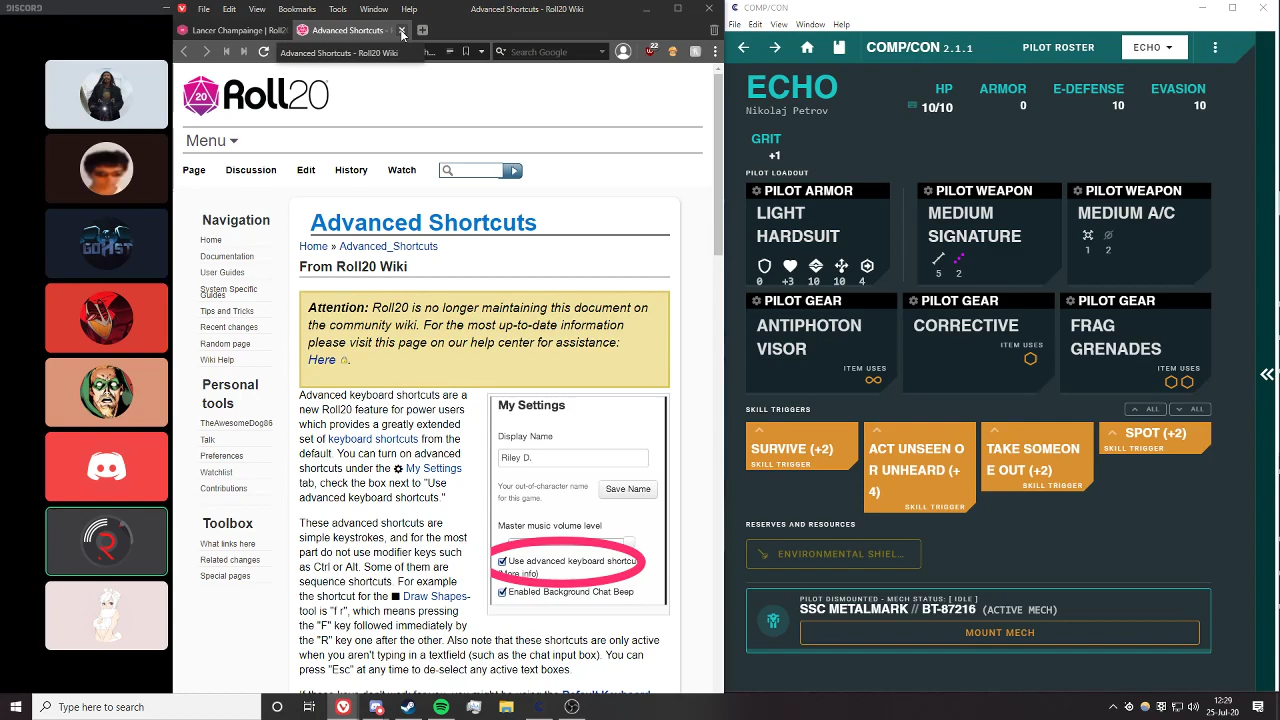 DISCORD
File View Bookmarks Tools Window Help
Advanced Shortcuts - Roll20 Wiki
Lancer Champainge | Roll20
Advanced Shortcuts -
Advanced Shortcuts - Roll20 Wiki
Search Google
22
20 Roll20
Menu
Page Discussion Edit History Watch
Navigation
Home
Documentation
User Guides
System Specific
Guides
Tips and Tricks
Recent changes
Random page
Wiki Help
Personal
tools
TheAwesomeDog86
Talk
Preferences
Watchlist
Contributions
Toolbox
What links here
Related changes
Special pages
Advanced Shortcuts
Home » Advanced_Shortcuts
From Roll20 Wiki
Attention: Roll20 is no longer maintaining this document on
the community wiki. For the most up-to-date information
please visit this page on our help center for assistance:
Here .
Advanced keyboard shortcuts are
a new Roll20 feature for power users
which provides a greatly extended
set of keyboard shortcuts from the
default. You can turn on advanced
shortcuts under the My Settings
tab, check the box next to "Use
advanced keyboard shortcuts."
These advanced shortcuts are
simple keystrokes, and for the most
part do not use modifier keys such
as Ctrl or Alt. Some of them are
sequence shortcuts. For example
the Draw Shapes-
tool is "f r", which means pressing
the "F" key followed immediately
by the "R" key one after the other. Also note that these shortcuts are only active
when you aren't typing in a textfield (such as the chat input box). You can
press "Esc" at any time to exit out of text boxes.
My Settings
Display Name
Riley D.
Your out-of-character name
for this game.
Save Name
Master music volume level
Use advanced keyboard shortcu
(More info)
Enabled Background Chat Beep
COMP/CON
File Edit View Window Help
COMP/CON 2.1.1
PILOT ROSTER
ECHO
ECHO
Nikolaj Petrov
HP
10/10
ARMOR
0
E-DEFENSE
10
EVASION
10
GRIT
+1
PILOT LOADOUT
PILOT ARMOR
LIGHT
HARDSUIT
0 +3 10 10 4
PILOT WEAPON
MEDIUM
SIGNATURE
5 2
PILOT WEAPON
MEDIUM A/C
1 2
PILOT GEAR
ANTIPHOTON
VISOR
ITEM USES
∞
PILOT GEAR
CORRECTIVE
ITEM USES
PILOT GEAR
FRAG
GRENADES
ITEM USES
SKILL TRIGGERS
ALL
ALL
SURVIVE (+2)
SKILL TRIGGER
ACT UNSEEN O
R UNHEARD (+
4)
SKILL TRIGGER
TAKE SOMEON
E OUT (+2)
SKILL TRIGGER
SPOT (+2)
SKILL TRIGGER
RESERVES AND RESOURCES
ENVIRONMENTAL SHIEL...
PILOT DISMOUNTED - MECH STATUS: [ IDLE ]
SSC METALMARK // BT-87216 (ACTIVE MECH)
MOUNT MECH
Type here to search
12:29
25-Jul-20